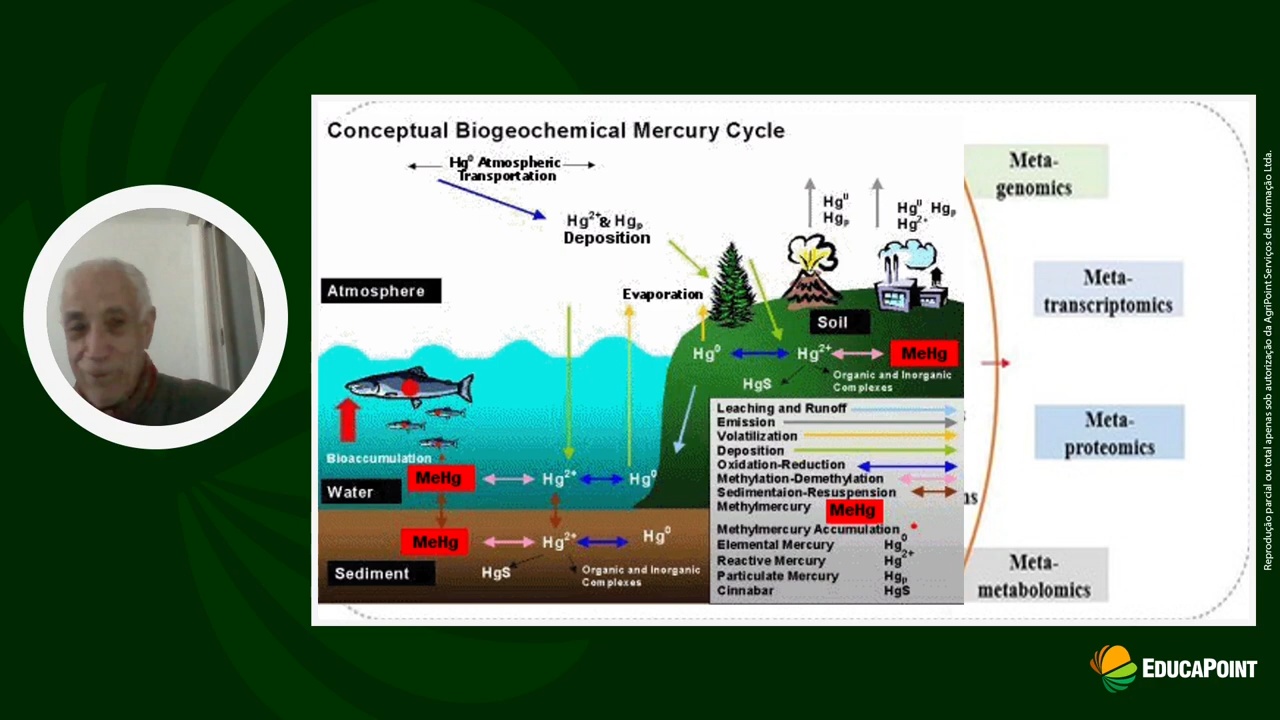 Conceptual Biogeochemical Mercury Cycle
Hg⁰ Atmospheric
Transportation
Hg²⁺& Hgₚ
Deposition
Hg⁰
Hgₚ
Hg⁰ Hgₚ
Hg²⁺
Atmosphere
Evaporation
Soil
Hg⁰
Hg²⁺
MeHg
HgS
Organic and Inorganic
Complexes
Bioaccumulation
Water
MeHg
Hg²⁺
Hg⁰
MeHg
Hg²⁺
Hg⁰
Sediment
HgS
Organic and Inorganic
Complexes
Leaching and Runoff
Emission
Volatilization
Deposition
Oxidation-Reduction
Methylation-Demethylation
Sedimentaion-Resuspension
Methylmercury MeHg
Methylmercury Accumulation
Elemental Mercury Hg⁰
Reactive Mercury Hg²⁺
Particulate Mercury Hgₚ
Cinnabar HgS
Meta-
genomics
Meta-
transcriptomics
Meta-
proteomics
Meta-
metabolomics
Reprodução parcial ou total apenas sob autorização da AgriPoint Serviços de Informação Ltda.
EDUCAPOINT